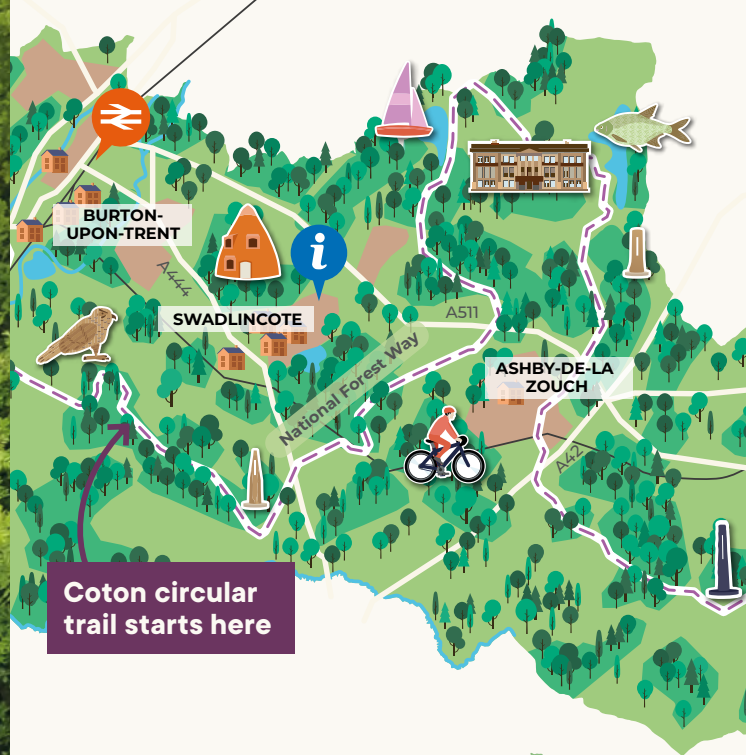 BURTON-
UPON-TRENT
A444
i
SWADLINCOTE
A511
National Forest Way
ASHBY-DE-LA
ZOUCH
A42
Coton circular
trail starts here